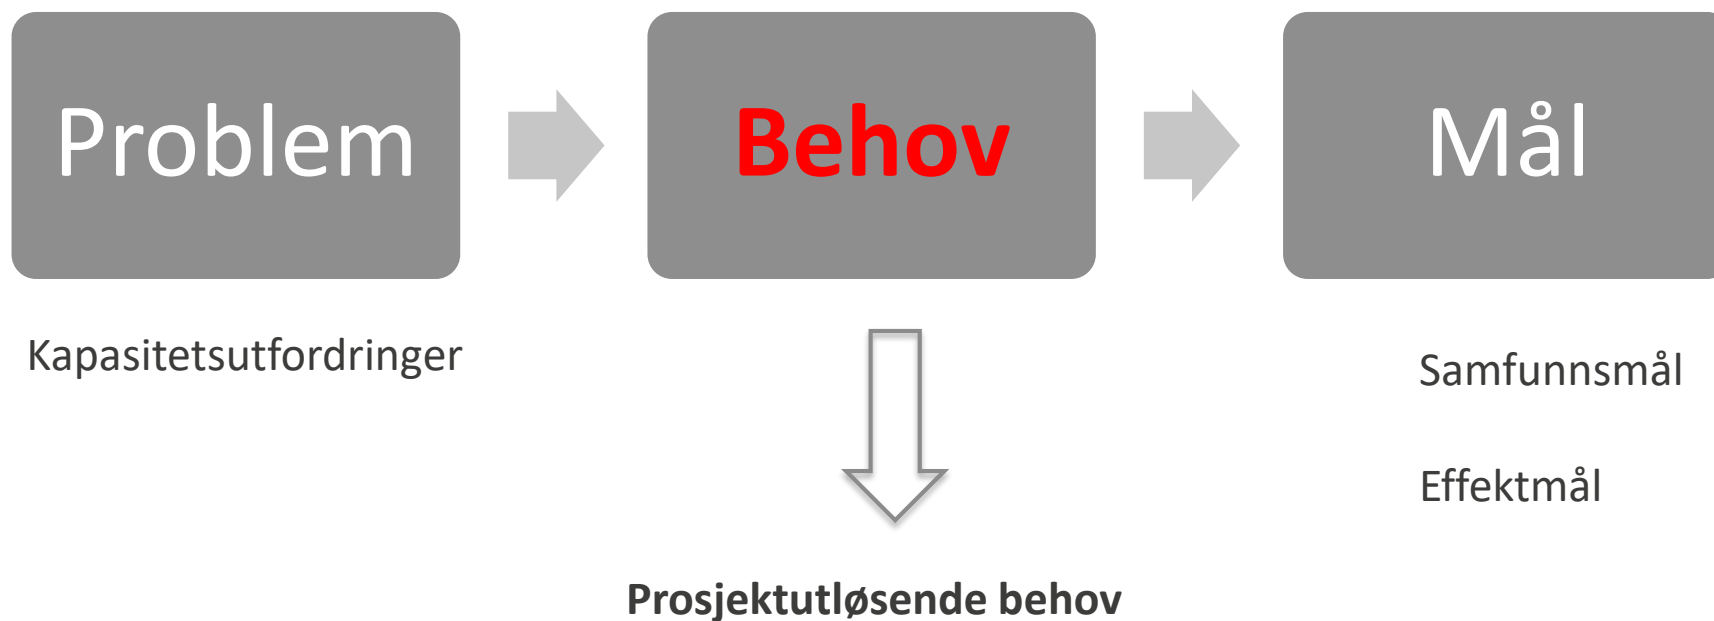 Problem
Behov
Mål
Kapasitetsutfordringer
Samfunnsmål
Effektmål
Prosjektutløsende behov